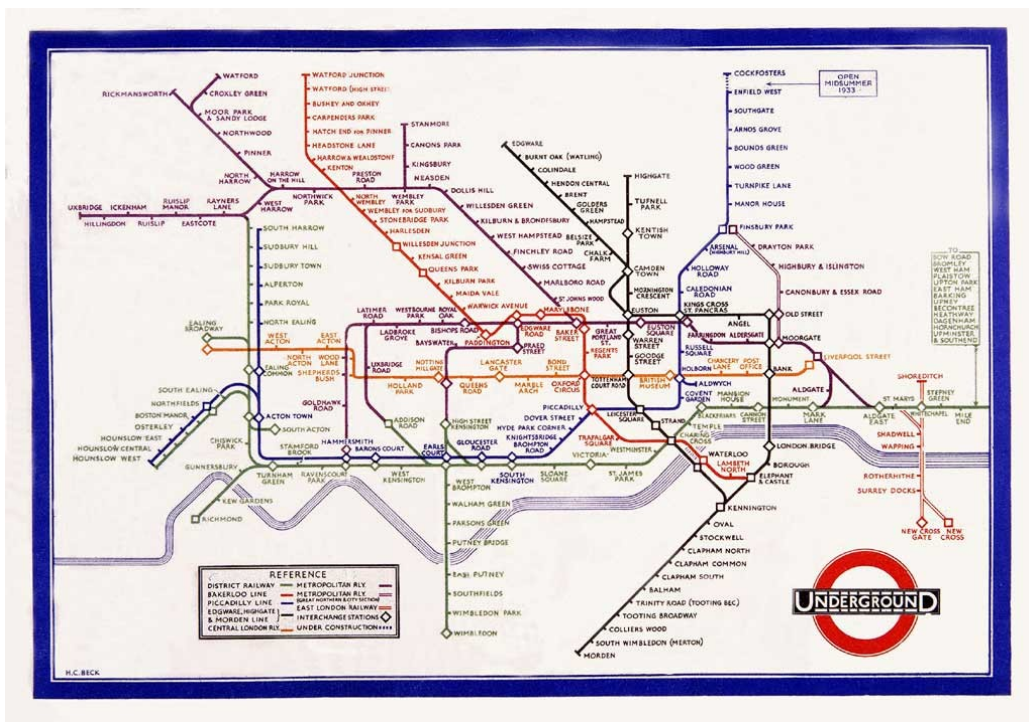 WATFORD
RICKMANSWORTH
CROXLEY GREEN
MOOR PARK
& SANDY LODGE
NORTHWOOD
PINNER
NORTH
HARROW
HARROW
ON THE HILL
NORTHWICK
PARK
PRESTON
ROAD
WEMBLEY
PARK
NEASDEN
STANMORE
CANONS PARK
KINGSBURY
DOLLIS HILL
WILLESDEN GREEN
KILBURN & BRONDESBURY
WEST HAMPSTEAD
FINCHLEY ROAD
SWISS COTTAGE
MARLBORO ROAD
ST JOHNS WOOD
UXBRIDGE
ICKENHAM
RUISLIP
MANOR
RAYNERS
LANE
WEST
HARROW
HILLINGDON
RUISLIP
EASTCOTE
WATFORD JUNCTION
WATFORD (HIGH STREET)
BUSHEY AND OXHEY
CARPENDERS PARK
HATCH END FOR PINNER
HEADSTONE LANE
HARROW & WEALDSTONE
KENTON
NORTH
WEMBLEY
WEMBLEY FOR SUDBURY
STONEBRIDGE PARK
HARLESDEN
WILLESDEN JUNCTION
KENSAL GREEN
QUEENS PARK
KILBURN PARK
MAIDA VALE
WARWICK AVENUE
MARYLEBONE
EDGWARE
BURNT OAK (WATLING)
COLINDALE
HENDON CENTRAL
BRENT
GOLDERS
GREEN
HAMPSTEAD
BELSIZE
PARK
CHALK
FARM
HIGHGATE
TUFNELL
PARK
KENTISH
TOWN
CAMDEN
TOWN
MORNINGTON
CRESCENT
EUSTON
COCKFOSTERS
OPEN
MIDSUMMER
1933
ENFIELD WEST
SOUTHGATE
ARNOS GROVE
BOUNDS GREEN
WOOD GREEN
TURNPIKE LANE
MANOR HOUSE
FINSBURY PARK
ARSENAL
(HIGHBURY HILL)
DRAYTON PARK
HOLLOWAY
ROAD
HIGHBURY & ISLINGTON
CALEDONIAN
ROAD
CANONBURY & ESSEX ROAD
KINGS CROSS
ST. PANCRAS
ANGEL
OLD STREET
TO
BOW ROAD
BROMLEY
WEST HAM
PLAISTOW
UPTON PARK
EAST HAM
BARKING
UPNEY
BECONTREE
HEATHWAY
DAGENHAM
HORNCHURCH
UPMINSTER
& SOUTHEND
SOUTH HARROW
SUDBURY HILL
SUDBURY TOWN
ALPERTON
PARK ROYAL
NORTH EALING
EALING
BROADWAY
WEST
ACTON
EAST
ACTON
NORTH
ACTON
WOOD
LANE
SHEPHERDS
BUSH
EALING
COMMON
LATIMER
ROAD
WESTBOURNE
PARK
ROYAL
OAK
LADBROKE
GROVE
BISHOPS ROAD
PADDINGTON
EDGWARE
ROAD
PRAED
STREET
BAKER
STREET
GREAT
PORTLAND
ST.
REGENTS
PARK
WARREN
STREET
GOODGE
STREET
EUSTON
SQUARE
RUSSELL
SQUARE
FARRINGDON
ALDERSGATE
MOORGATE
LIVERPOOL STREET
BAYSWATER
UXBRIDGE
ROAD
GOLDHAWK
ROAD
NOTTING
HILL GATE
HOLLAND
PARK
LANCASTER
GATE
QUEENS
ROAD
MARBLE
ARCH
BOND
STREET
OXFORD
CIRCUS
TOTTENHAM
COURT ROAD
BRITISH
MUSEUM
HOLBORN
CHANCERY
LANE
POST
OFFICE
BANK
ALDWYCH
COVENT
GARDEN
LEICESTER
SQUARE
STRAND
PICCADILLY
DOVER STREET
HYDE PARK CORNER
KNIGHTSBRIDGE
BROMPTON
ROAD
TRAFALGAR
SQUARE
CHARING
CROSS
TEMPLE
BLACKFRIARS
MANSION
HOUSE
CANNON
STREET
MONUMENT
MARK
LANE
ALDGATE
ALDGATE
EAST
ST. MARYS
WHITECHAPEL
STEPNEY
GREEN
MILE
END
SHOREDITCH
SHADWELL
WAPPING
ROTHERHITHE
SURREY DOCKS
NEW CROSS
GATE
NEW
CROSS
SOUTH EALING
NORTHFIELDS
BOSTON MANOR
OSTERLEY
HOUNSLOW EAST
HOUNSLOW CENTRAL
HOUNSLOW WEST
ACTON TOWN
SOUTH ACTON
CHISWICK
PARK
STAMFORD
BROOK
GUNNERSBURY
KEW GARDENS
RICHMOND
TURNHAM
GREEN
RAVENSCOURT
PARK
HAMMERSMITH
BARONS COURT
WEST
KENSINGTON
ADDISON
ROAD
HIGH STREET
KENSINGTON
EARLS
COURT
GLOUCESTER
ROAD
SOUTH
KENSINGTON
SLOANE
SQUARE
VICTORIA
ST. JAMES
PARK
WESTMINSTER
WATERLOO
LAMBETH
NORTH
LONDON BRIDGE
BOROUGH
ELEPHANT
& CASTLE
KENNINGTON
OVAL
STOCKWELL
CLAPHAM NORTH
CLAPHAM COMMON
CLAPHAM SOUTH
BALHAM
TRINITY ROAD (TOOTING BEC)
TOOTING BROADWAY
COLLIERS WOOD
SOUTH WIMBLEDON (MERTON)
MORDEN
WEST
BROMPTON
WALHAM GREEN
PARSONS GREEN
PUTNEY BRIDGE
EAST PUTNEY
SOUTHFIELDS
WIMBLEDON PARK
WIMBLEDON
REFERENCE
DISTRICT RAILWAY
BAKERLOO LINE
PICCADILLY LINE
EDGWARE, HIGHGATE
& MORDEN LINE
CENTRAL LONDON RLY.
METROPOLITAN RLY.
METROPOLITAN RLY.
(GREAT NORTHERN & CITY SECTION)
EAST LONDON RAILWAY
INTERCHANGE STATIONS
UNDER CONSTRUCTION
UNDERGROUND
H.C. BECK